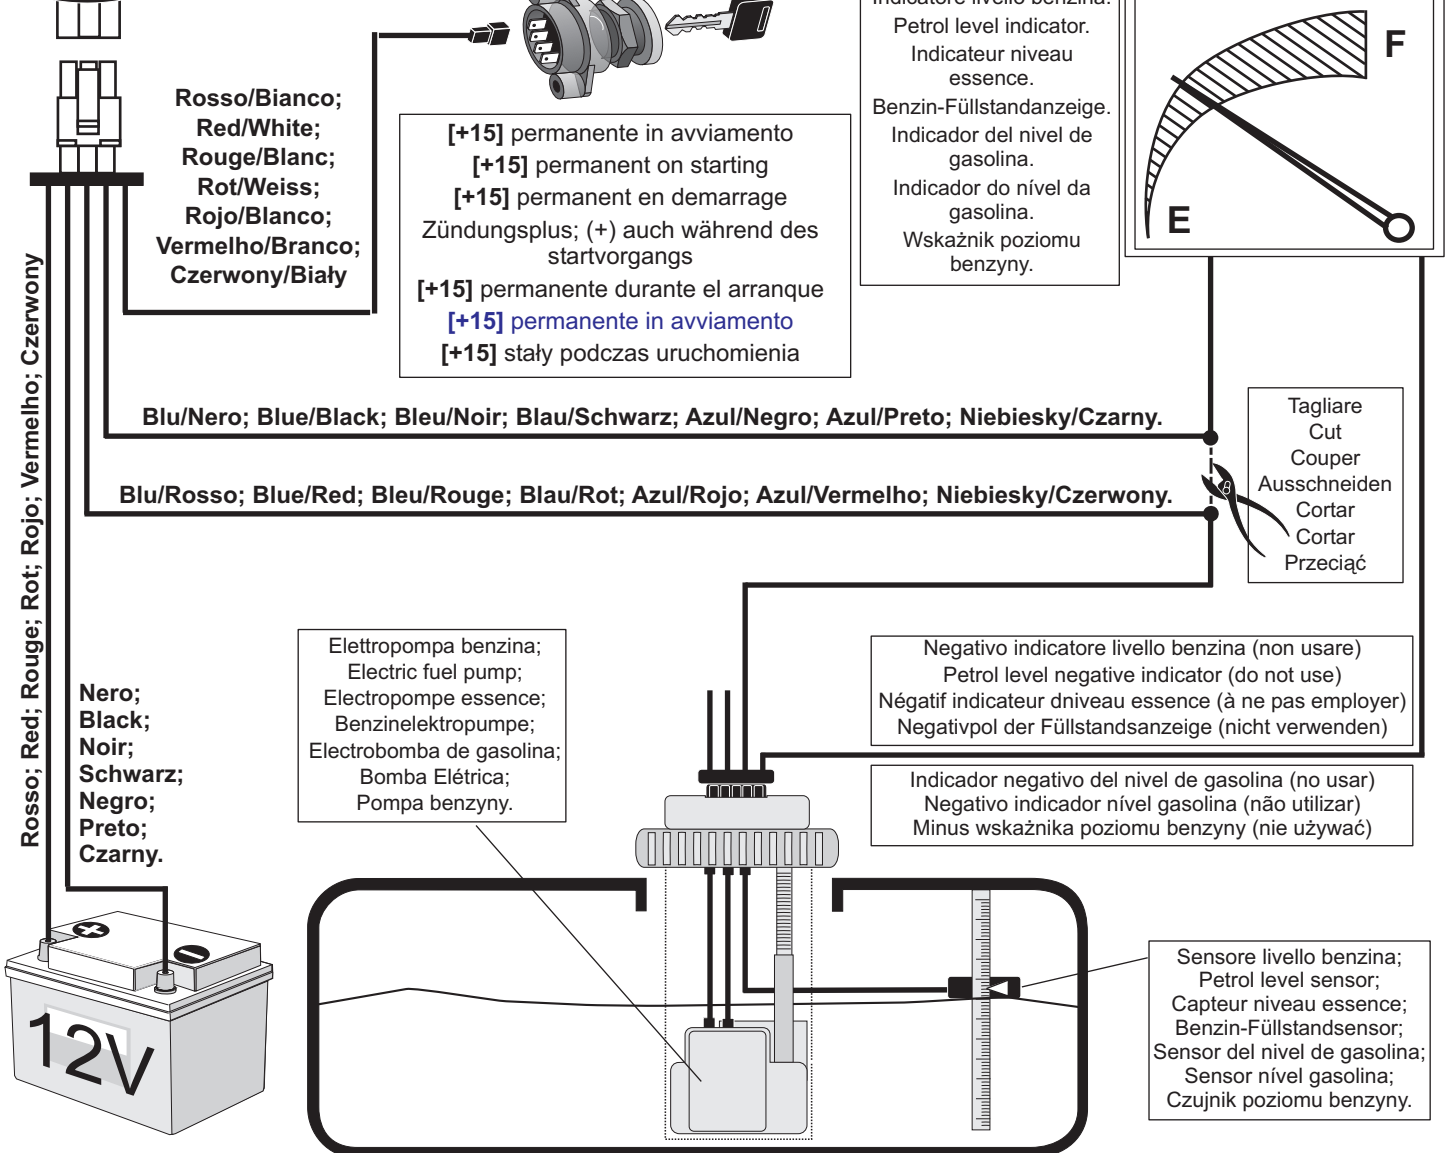 Indicatore livello benzina.
Petrol level indicator.
Indicateur niveau
essence.
Benzin-Füllstandanzeige.
Indicador del nivel de
gasolina.
Indicador do nível da
gasolina.
Wskażnik poziomu
benzyny.
F
E
Rosso/Bianco;
Red/White;
Rouge/Blanc;
Rot/Weiss;
Rojo/Blanco;
Vermelho/Branco;
Czerwony/Biały
[+15] permanente in avviamento
[+15] permanent on starting
[+15] permanent en demarrage
Zündungsplus; (+) auch während des
startvorgangs
[+15] permanente durante el arranque
[+15] permanente in avviamento
[+15] stały podczas uruchomienia
Rosso; Red; Rouge; Rot; Rojo; Vermelho; Czerwony
Blu/Nero; Blue/Black; Bleu/Noir; Blau/Schwarz; Azul/Negro; Azul/Preto; Niebiesky/Czarny.
Blu/Rosso; Blue/Red; Bleu/Rouge; Blau/Rot; Azul/Rojo; Azul/Vermelho; Niebiesky/Czerwony.
Tagliare
Cut
Couper
Ausschneiden
Cortar
Cortar
Przeciąć
Elettropompa benzina;
Electric fuel pump;
Electropompe essence;
Benzinelektropumpe;
Electrobomba de gasolina;
Bomba Elétrica;
Pompa benzyny.
Negativo indicatore livello benzina (non usare)
Petrol level negative indicator (do not use)
Négatif indicateur dniveau essence (à ne pas employer)
Negativpol der Füllstandsanzeige (nicht verwenden)
Indicador negativo del nivel de gasolina (no usar)
Negativo indicador nível gasolina (não utilizar)
Minus wskażnika poziomu benzyny (nie używać)
Nero;
Black;
Noir;
Schwarz;
Negro;
Preto;
Czarny.
12V
Sensore livello benzina;
Petrol level sensor;
Capteur niveau essence;
Benzin-Füllstandsensor;
Sensor del nivel de gasolina;
Sensor nível gasolina;
Czujnik poziomu benzyny.